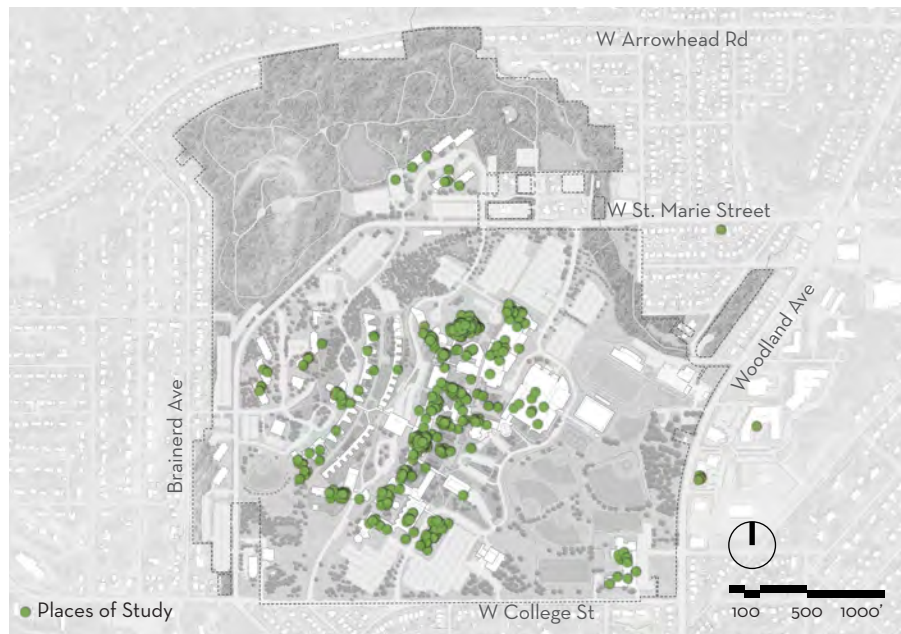 W Arrowhead Rd
W St. Marie Street
Woodland Ave
Brainerd Ave
Places of Study
W College St
100 500 1000'